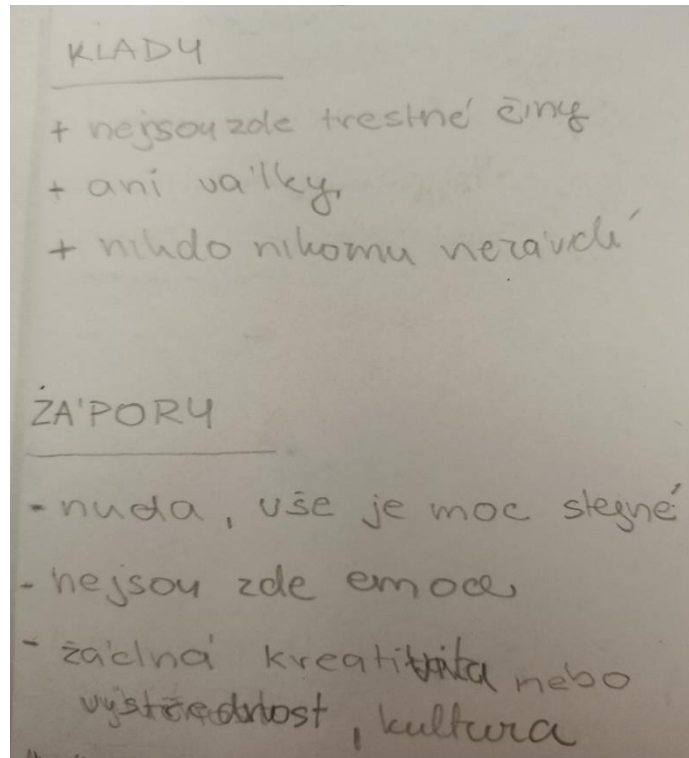 KLADY
+ nejsou zde trestné činy
+ ani války
+ nikdo nikomu nezávidí
ZÁPORY
- nuda, vše je moc stejné
- nejsou zde emoce
- žádná kreativita nebo
výstřednost, kultura